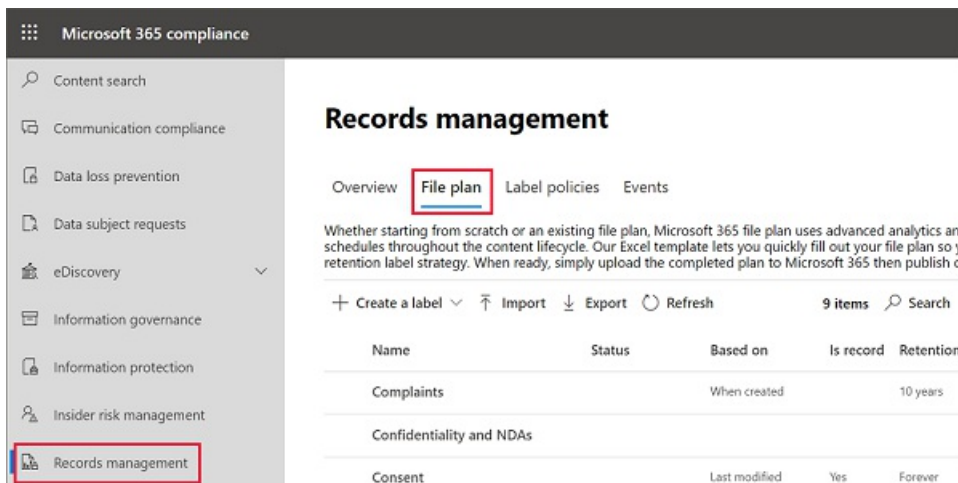 Microsoft 365 compliance
Content search
Communication compliance
Data loss prevention
Data subject requests
eDiscovery
Information governance
Information protection
Insider risk management
Records management
Records management
Overview File plan Label policies Events
Whether starting from scratch or an existing file plan, Microsoft 365 file plan uses advanced analytics an
schedules throughout the content lifecycle. Our Excel template lets you quickly fill out your file plan so
retention label strategy. When ready, simply upload the completed plan to Microsoft 365 then publish
Create a label Import Export Refresh 9 items Search
Name Status Based on Is record Retention
Complaints When created 10 years
Confidentiality and NDAs
Consent Last modified Yes Forever